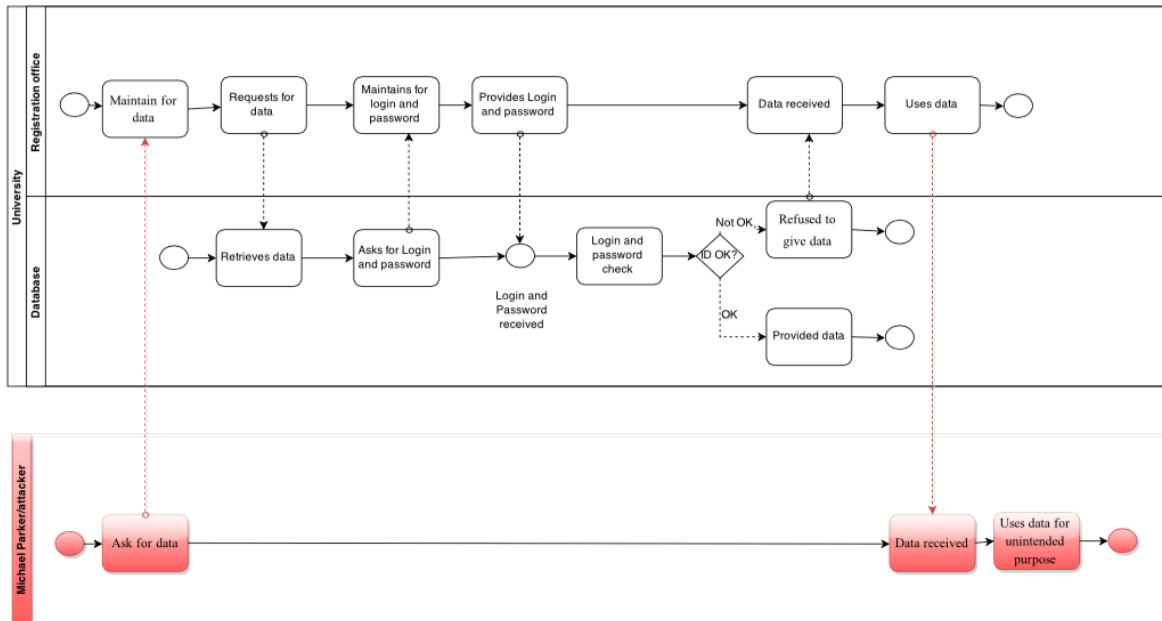 University
Registration office
Maintain for
data
Requests for
data
Maintains for
login and
password
Provides Login
and password
Data received
Uses data
Database
Retrieves data
Asks for Login
and password
Login and
Password
received
Login and
password
check
ID OK?
Not OK,
Refused to
give data
OK
Provided data
Michael Parker/attacker
Ask for data
Data received
Uses data for
unintended
purpose